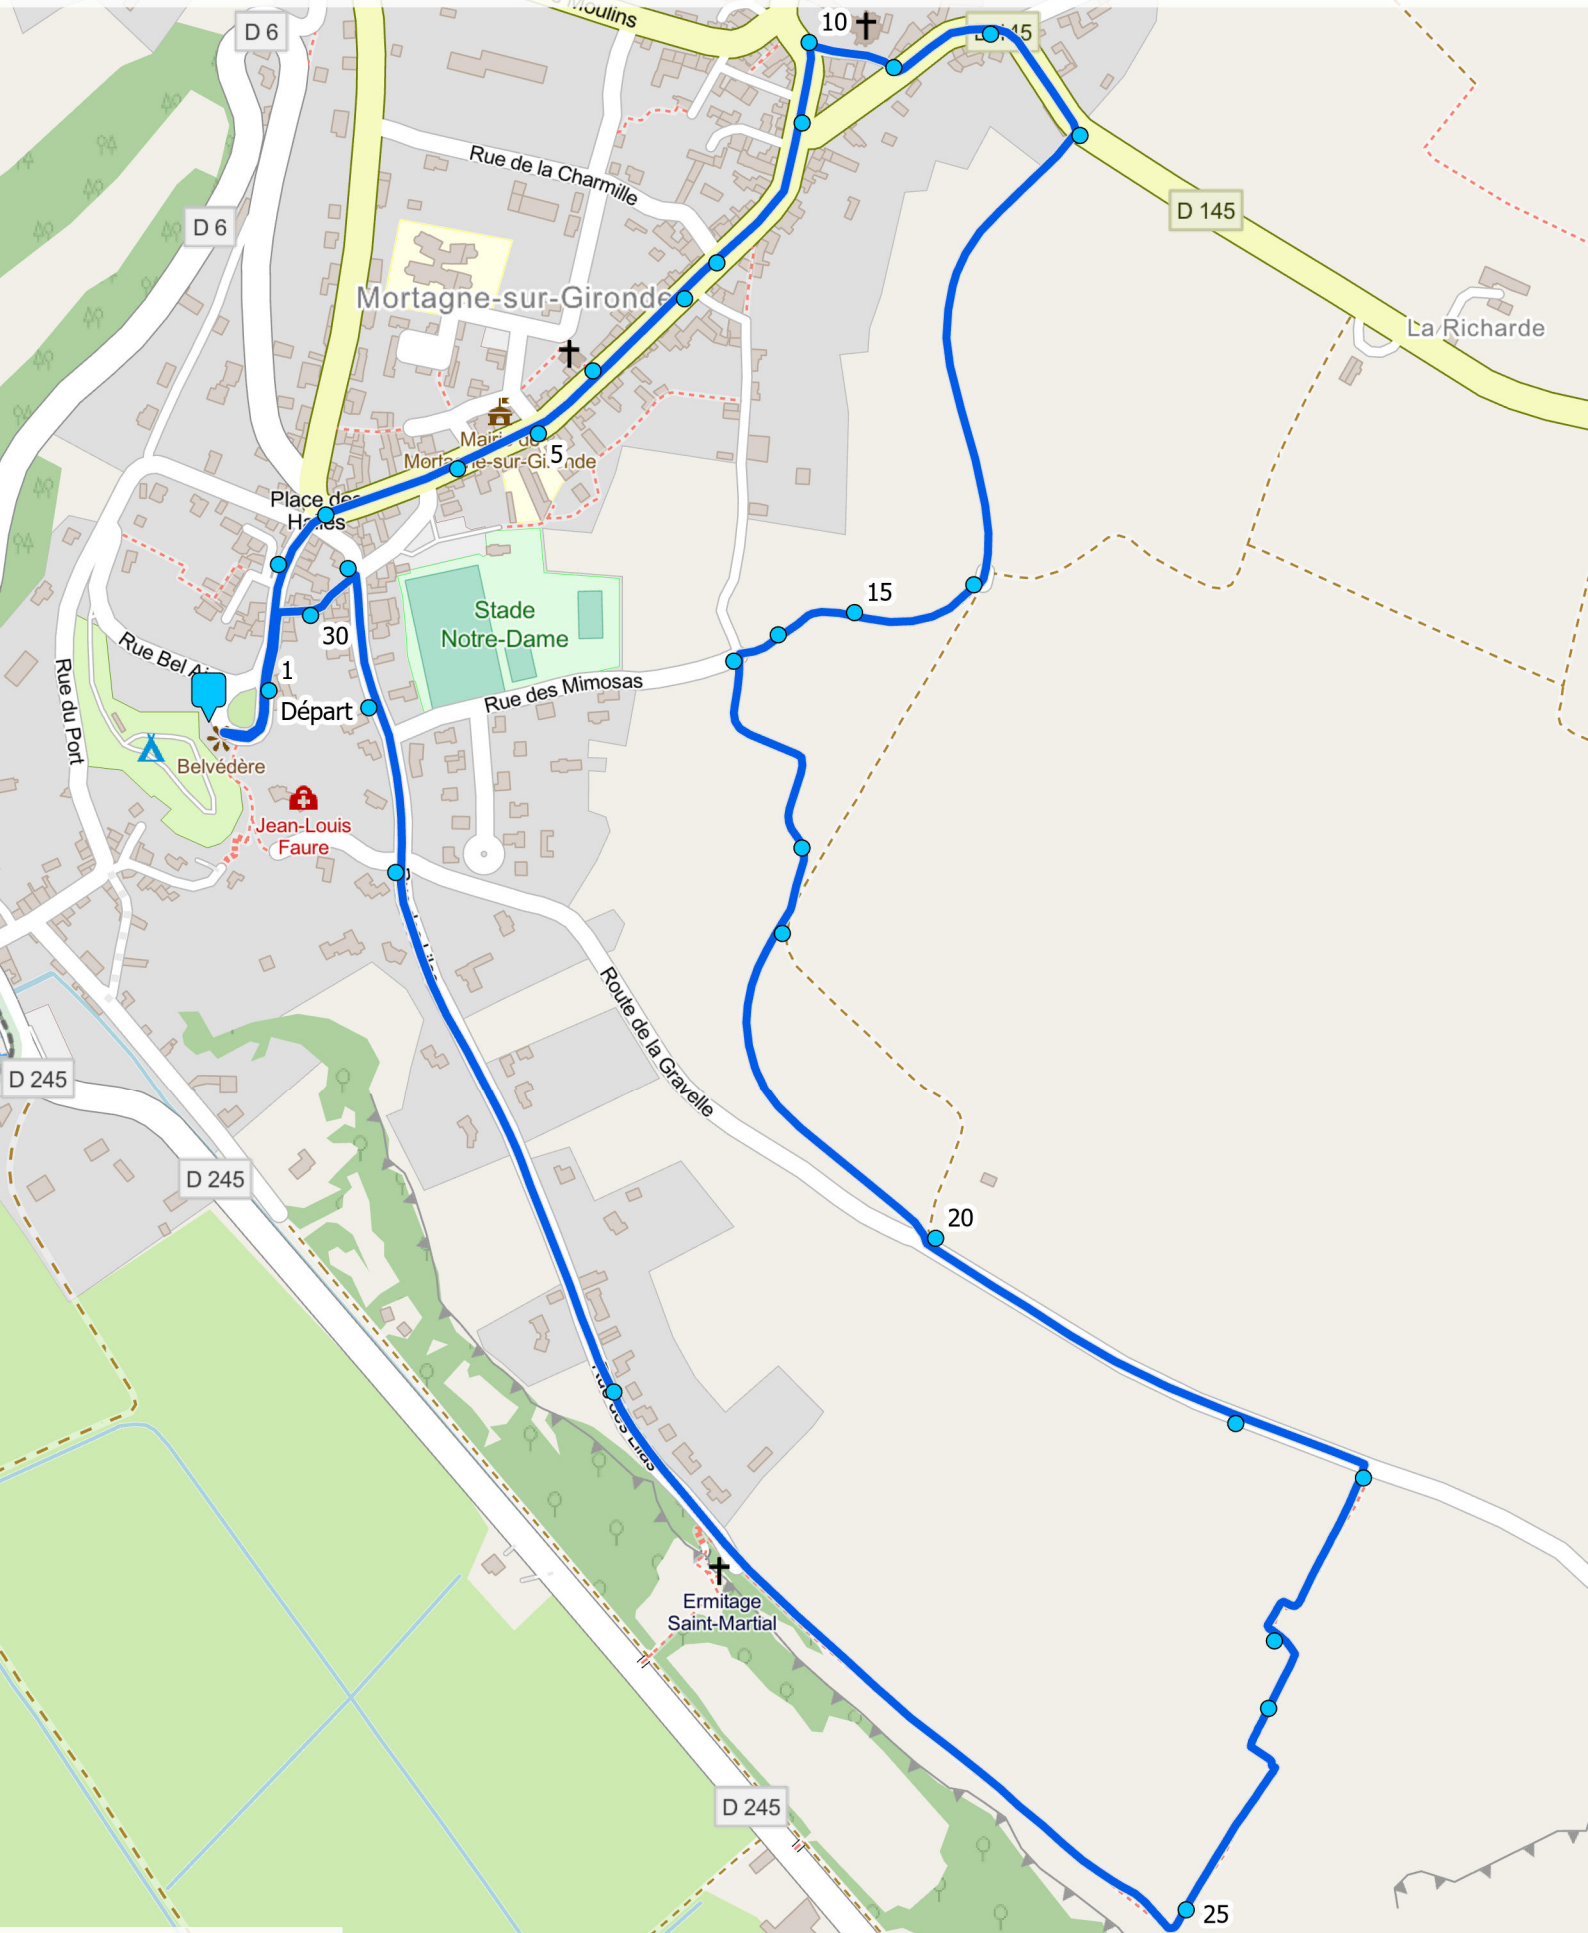 Moulins
10
D 6
Rue de la Charmille
D 145
D 6
Mortagne-sur-Gironde
La Richarde
Mairie de
5
Mortagne-sur-Gironde
Place des
Halles
Stade
Notre-Dame
15
30
Rue Bel Air
1
Départ
Rue des Mimosas
Rue du Port
Belvédère
Jean-Louis
Faure
Route de la Gravelle
D 245
D 245
20
Rue des Lilas
Ermitage
Saint-Martial
D 245
25